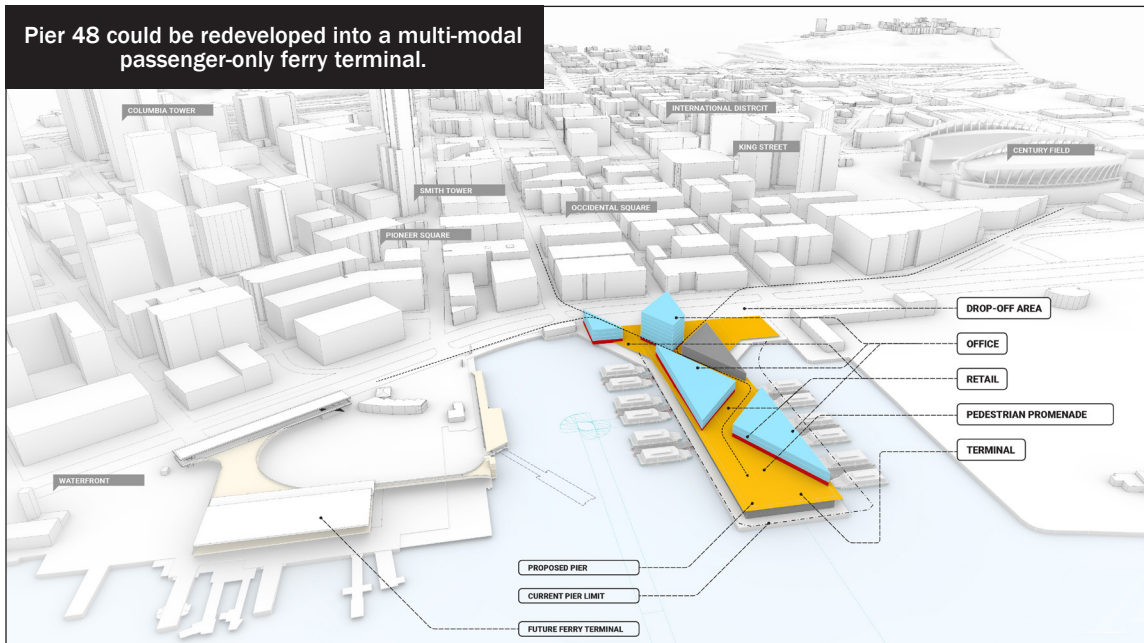 Pier 48 could be redeveloped into a multi-modal
passenger-only ferry terminal.
COLUMBIA TOWER
INTERNATIONAL DISTRCIT
KING STREET
CENTURY FIELD
SMITH TOWER
OCCIDENTAL SQUARE
PIONEER SQUARE
DROP-OFF AREA
OFFICE
RETAIL
PEDESTRIAN PROMENADE
TERMINAL
WATERFRONT
PROPOSED PIER
CURRENT PIER LIMIT
FUTURE FERRY TERMINAL